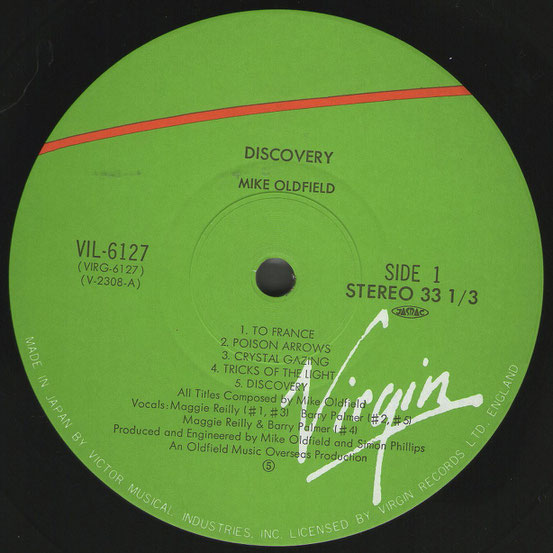 DISCOVERY
MIKE OLDFIELD
VIL-6127
(VIRG-6127)
(V-2308-A)
SIDE 1
STEREO 33 1/3
JASRAC
1. TO FRANCE
2. POISON ARROWS
3. CRYSTAL GAZING
4. TRICKS OF THE LIGHT
5. DISCOVERY
All Titles Composed by Mike Oldfield
Vocals: Maggie Reilly (#1, #3) Barry Palmer (#2, #5)
Maggie Reilly & Barry Palmer (#4)
Produced and Engineered by Mike Oldfield and Simon Phillips
An Oldfield Music Overseas Production
Ⓢ
Virgin
MADE IN JAPAN BY VICTOR MUSICAL INDUSTRIES, INC. LICENSED BY VIRGIN RECORDS LTD., ENGLAND